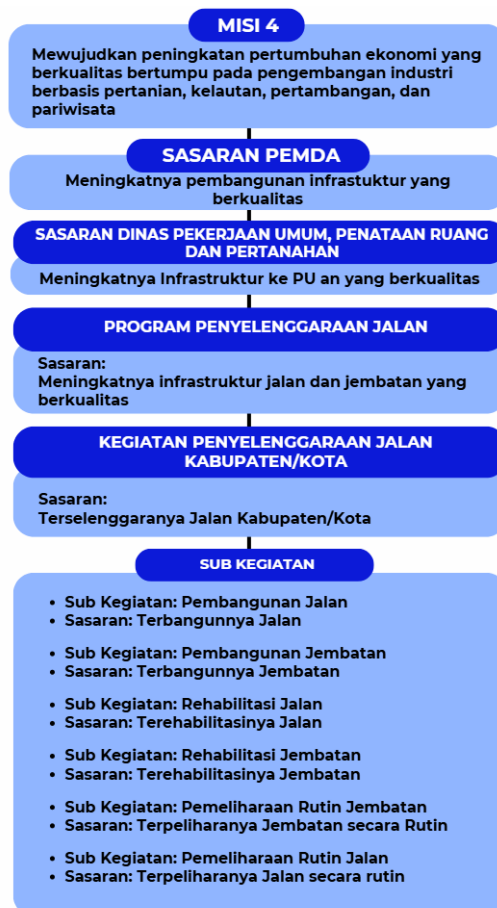 MISI 4
Mewujudkan peningkatan pertumbuhan ekonomi yang
berkualitas bertumpu pada pengembangan industri
berbasis pertanian, kelautan, pertambangan, dan
pariwisata
SASARAN PEMDA
Meningkatnya pembangunan infrastuktur yang
berkualitas
SASARAN DINAS PEKERJAAN UMUM, PENATAAN RUANG
DAN PERTANAHAN
Meningkatnya Infrastruktur ke PU an yang berkualitas
PROGRAM PENYELENGGARAAN JALAN
Sasaran:
Meningkatnya infrastruktur jalan dan jembatan yang
berkualitas
KEGIATAN PENYELENGGARAAN JALAN
KABUPATEN/KOTA
Sasaran:
Terselenggaranya Jalan Kabupaten/Kota
SUB KEGIATAN
• Sub Kegiatan: Pembangunan Jalan
• Sasaran: Terbangunnya Jalan
• Sub Kegiatan: Pembangunan Jembatan
• Sasaran: Terbangunnya Jembatan
• Sub Kegiatan: Rehabilitasi Jalan
• Sasaran: Terehabilitasinya Jalan
• Sub Kegiatan: Rehabilitasi Jembatan
• Sasaran: Terehabilitasinya Jembatan
• Sub Kegiatan: Pemeliharaan Rutin Jembatan
• Sasaran: Terpeliharanya Jembatan secara Rutin
• Sub Kegiatan: Pemeliharaan Rutin Jalan
• Sasaran: Terpeliharanya Jalan secara rutin